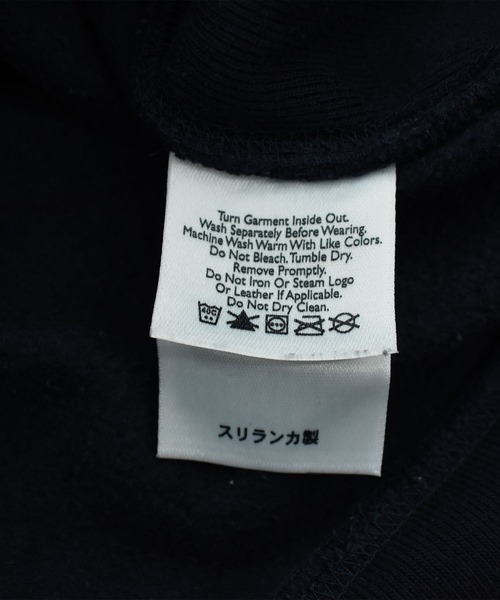 Turn Garment Inside Out.
Wash Separately Before Wearing.
Machine Wash Warm With Like Colors.
Do Not Bleach. Tumble Dry.
Remove Promptly.
Do Not Iron Or Steam Logo
Or Leather If Applicable.
Do Not Dry Clean.
40C
スリランカ製